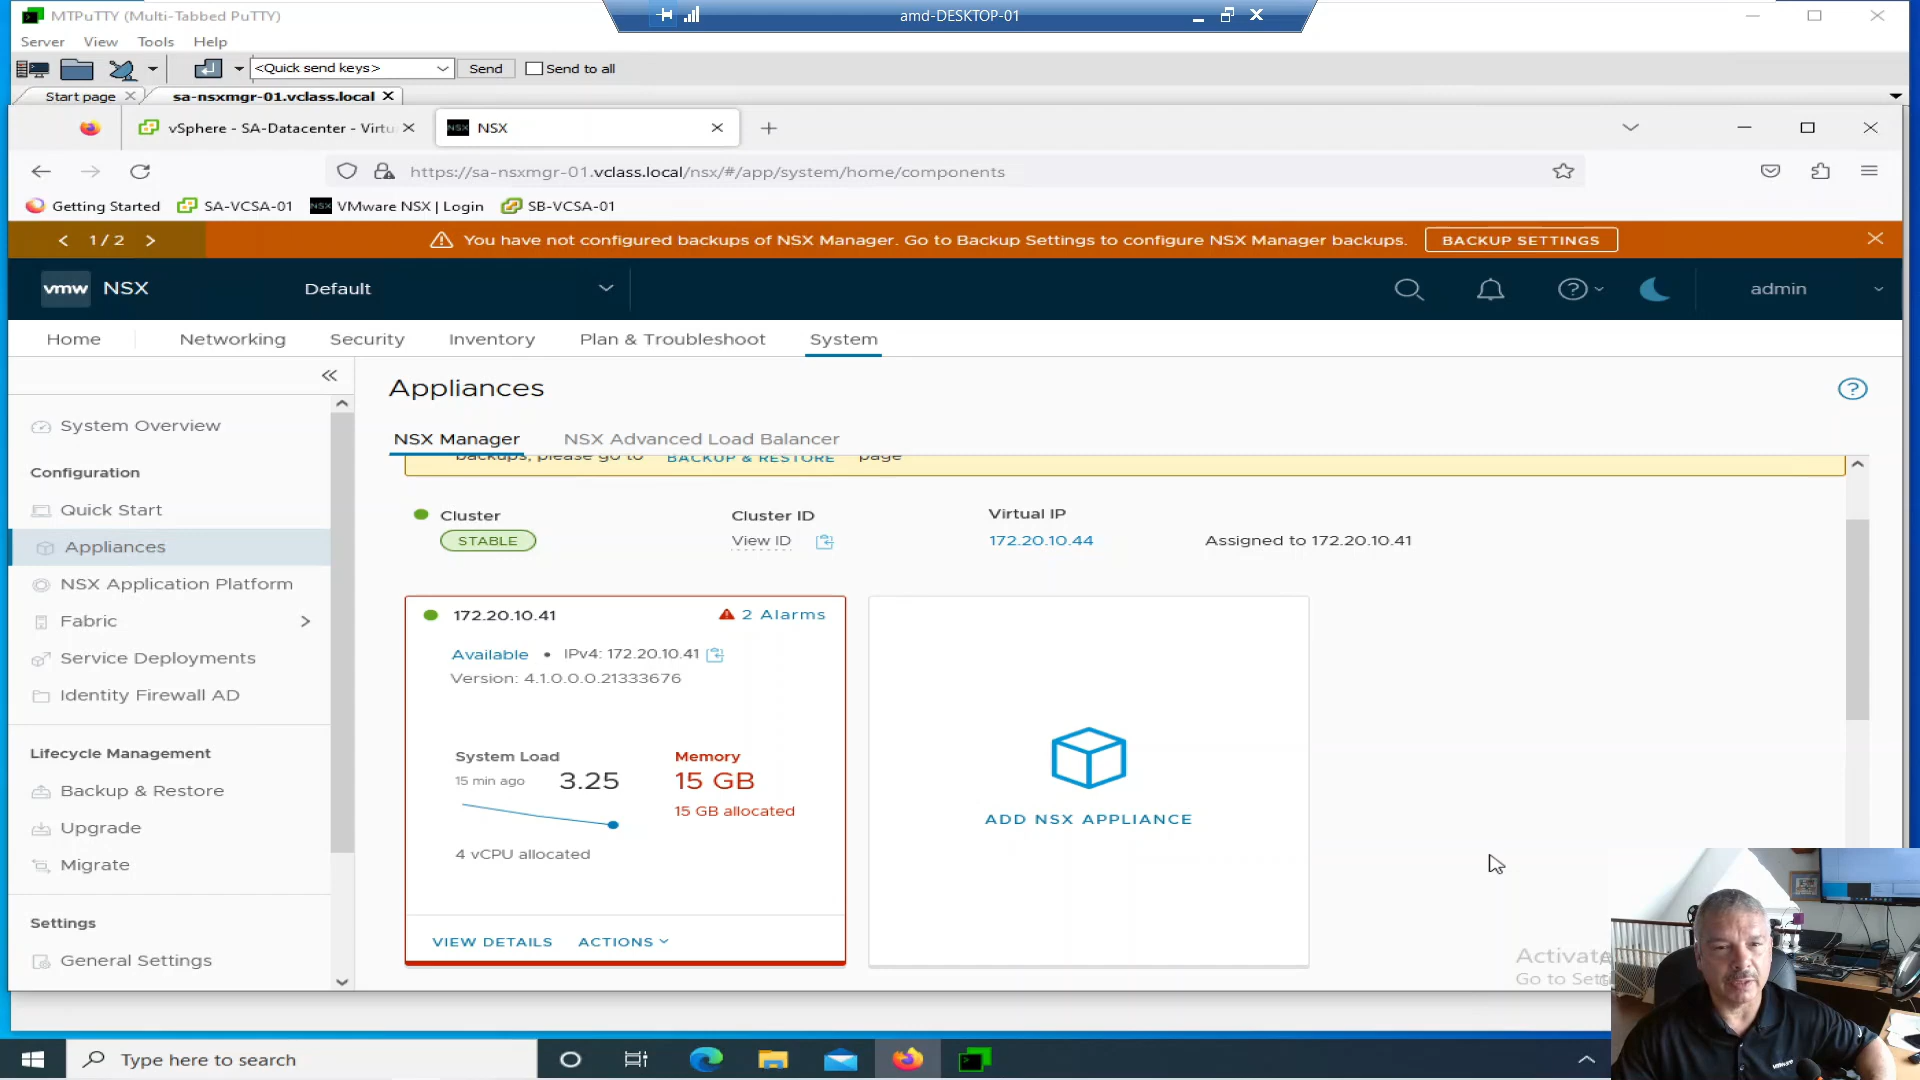 MTPuTTY (Multi-Tabbed PuTTY)
amd-DESKTOP-01
Server View Tools Help
<Quick send keys> Send Send to all
Start page sa-nsxmgr-01.vclass.local
vSphere - SA-Datacenter - Virtu NSX
https://sa-nsxmgr-01.vclass.local/nsx/#/app/system/home/components
Getting Started SA-VCSA-01 NSX VMware NSX | Login SB-VCSA-01
1 / 2 You have not configured backups of NSX Manager. Go to Backup Settings to configure NSX Manager backups. BACKUP SETTINGS
vmw NSX Default admin
Home Networking Security Inventory Plan & Troubleshoot System
System Overview
Configuration
Quick Start
Appliances
NSX Application Platform
Fabric
Service Deployments
Identity Firewall AD
Lifecycle Management
Backup & Restore
Upgrade
Migrate
Settings
General Settings
Appliances
NSX Manager NSX Advanced Load Balancer
backups, please go to BACKUP & RESTORE page
Cluster Cluster ID Virtual IP
STABLE View ID 172.20.10.44 Assigned to 172.20.10.41
172.20.10.41 2 Alarms
Available • IPv4: 172.20.10.41
Version: 4.1.0.0.0.21333676
System Load Memory
15 min ago 3.25 15 GB
15 GB allocated
4 vCPU allocated
VIEW DETAILS ACTIONS
ADD NSX APPLIANCE
Activat
Go to Sett
Type here to search